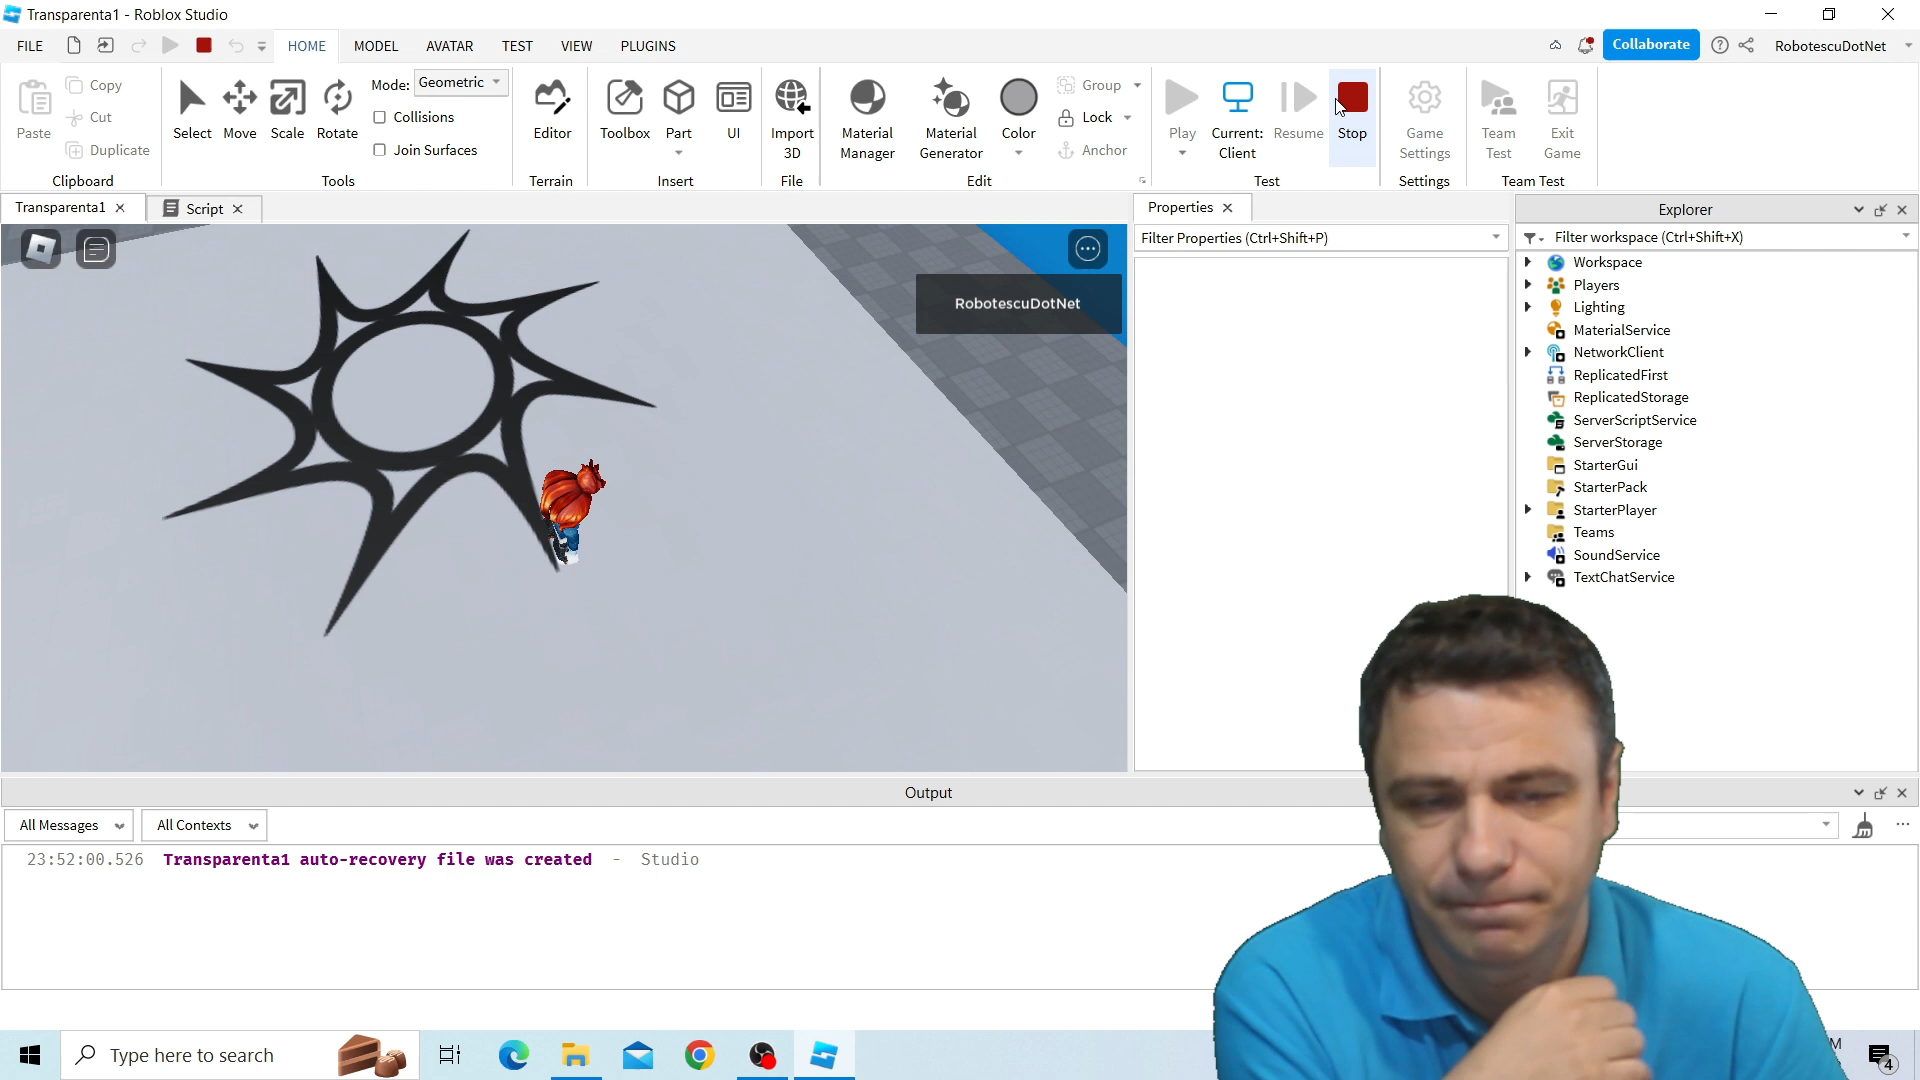 Transparenta1 - Roblox Studio
FILE HOME MODEL AVATAR TEST VIEW PLUGINS Collaborate RobotescuDotNet
Paste
Copy
Cut
Duplicate
Clipboard
Select Move Scale Rotate
Mode: Geometric
Collisions
Join Surfaces
Tools
Editor
Terrain
Toolbox Part UI
Insert
Import
3D
File
Material
Manager
Material
Generator
Color
Group
Lock
Anchor
Edit
Play
Current:
Client
Resume
Stop
Test
Game
Settings
Settings
Team
Test
Exit
Game
Team Test
Transparenta1 Script
RobotescuDotNet
Properties
Filter Properties (Ctrl+Shift+P)
Explorer
Filter workspace (Ctrl+Shift+X)
Workspace
Players
Lighting
MaterialService
NetworkClient
ReplicatedFirst
ReplicatedStorage
ServerScriptService
ServerStorage
StarterGui
StarterPack
StarterPlayer
Teams
SoundService
TextChatService
Output
All Messages All Contexts
23:52:00.526 Transparenta1 auto-recovery file was created - Studio
Type here to search
M
4